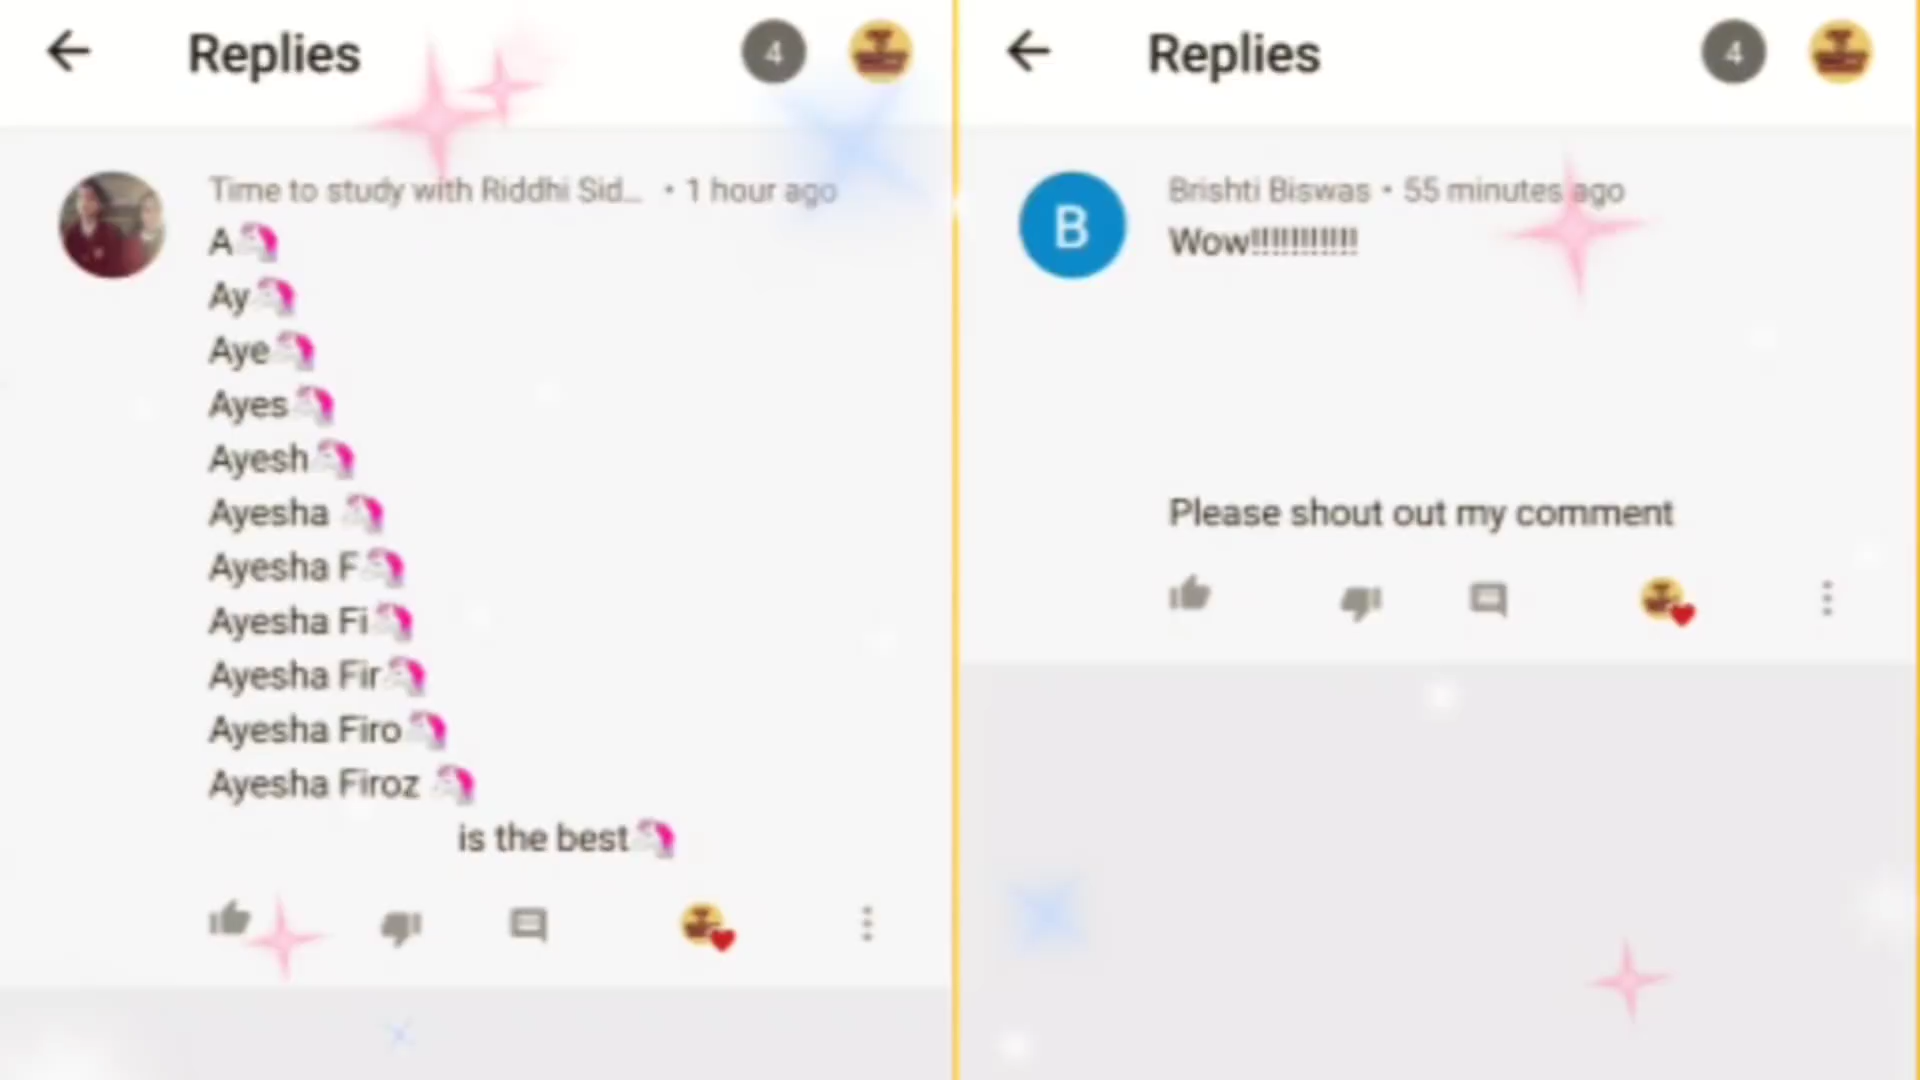 Replies
4
Time to study with Riddhi Sid... • 1 hour ago
A🦄
Ay🦄
Aye🦄
Ayes🦄
Ayesh🦄
Ayesha 🦄
Ayesha F🦄
Ayesha Fi🦄
Ayesha Fir🦄
Ayesha Firo🦄
Ayesha Firoz 🦄
is the best🦄
Replies
4
B
Brishti Biswas • 55 minutes ago
Wow!!!!!!!!!!!!
Please shout out my comment